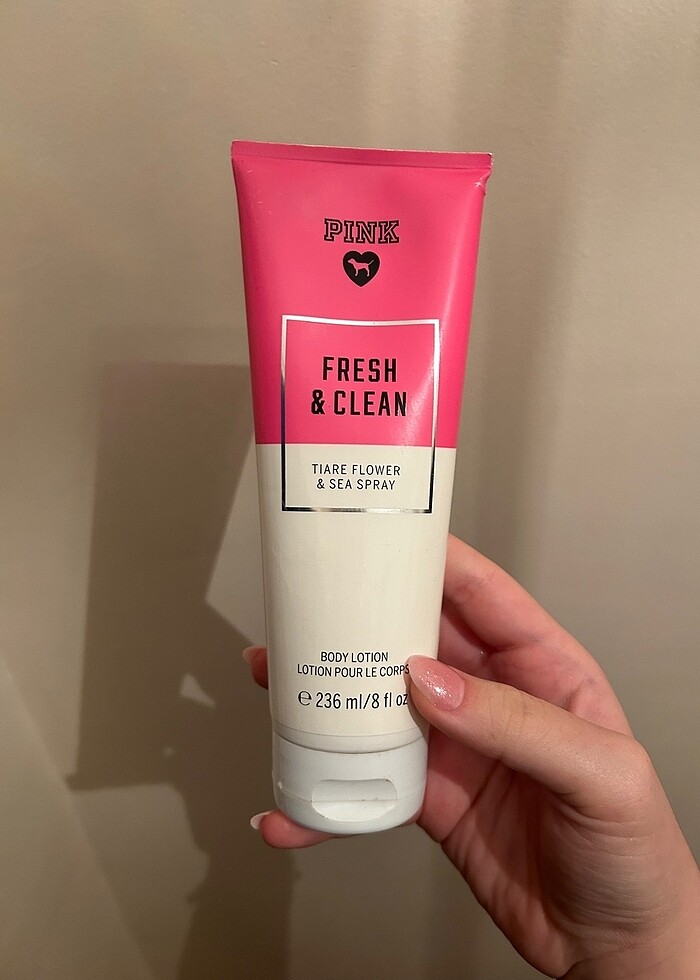 PINK
FRESH
& CLEAN
TIARE FLOWER
& SEA SPRAY
BODY LOTION
LOTION POUR LE CORPS
℮ 236 ml/8 fl oz